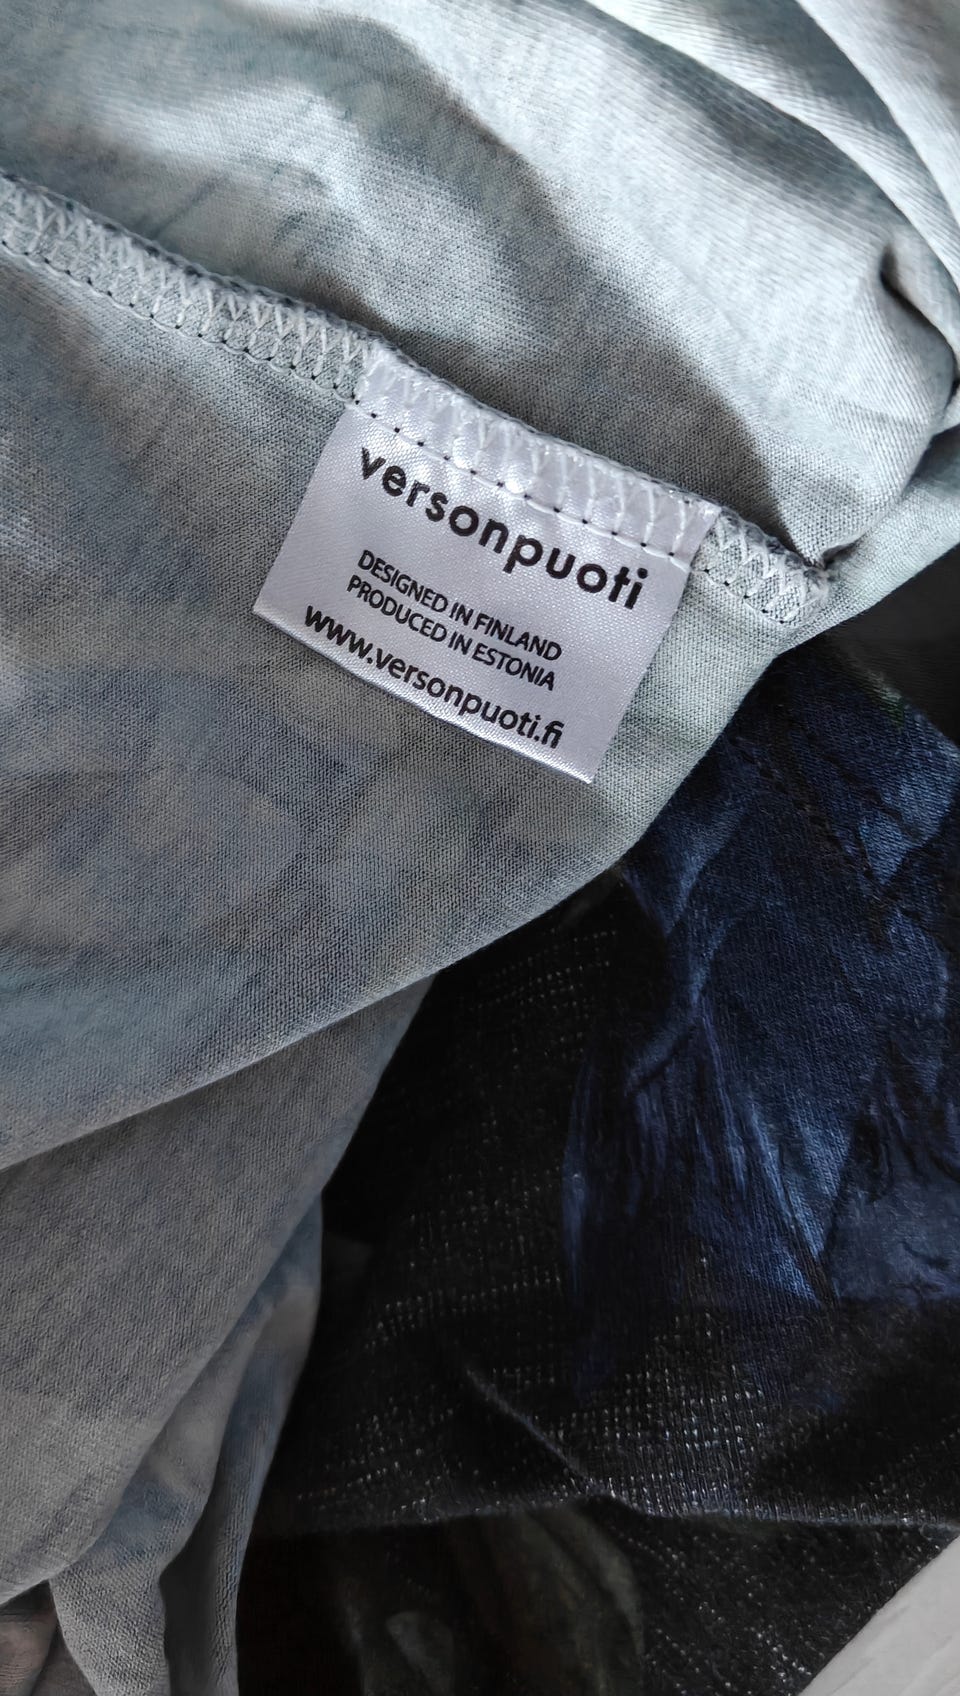 versonpuoti
DESIGNED IN FINLAND
PRODUCED IN ESTONIA
www.versonpuoti.fi